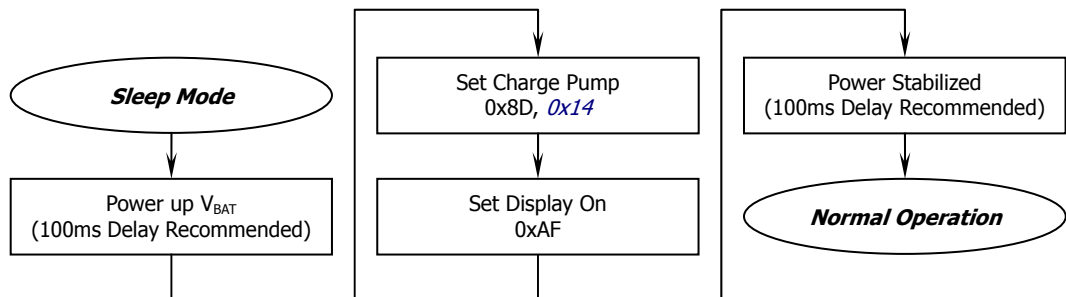 Sleep Mode
Power up VBAT
(100ms Delay Recommended)
Set Charge Pump
0x8D, 0x14
Set Display On
0xAF
Power Stabilized
(100ms Delay Recommended)
Normal Operation